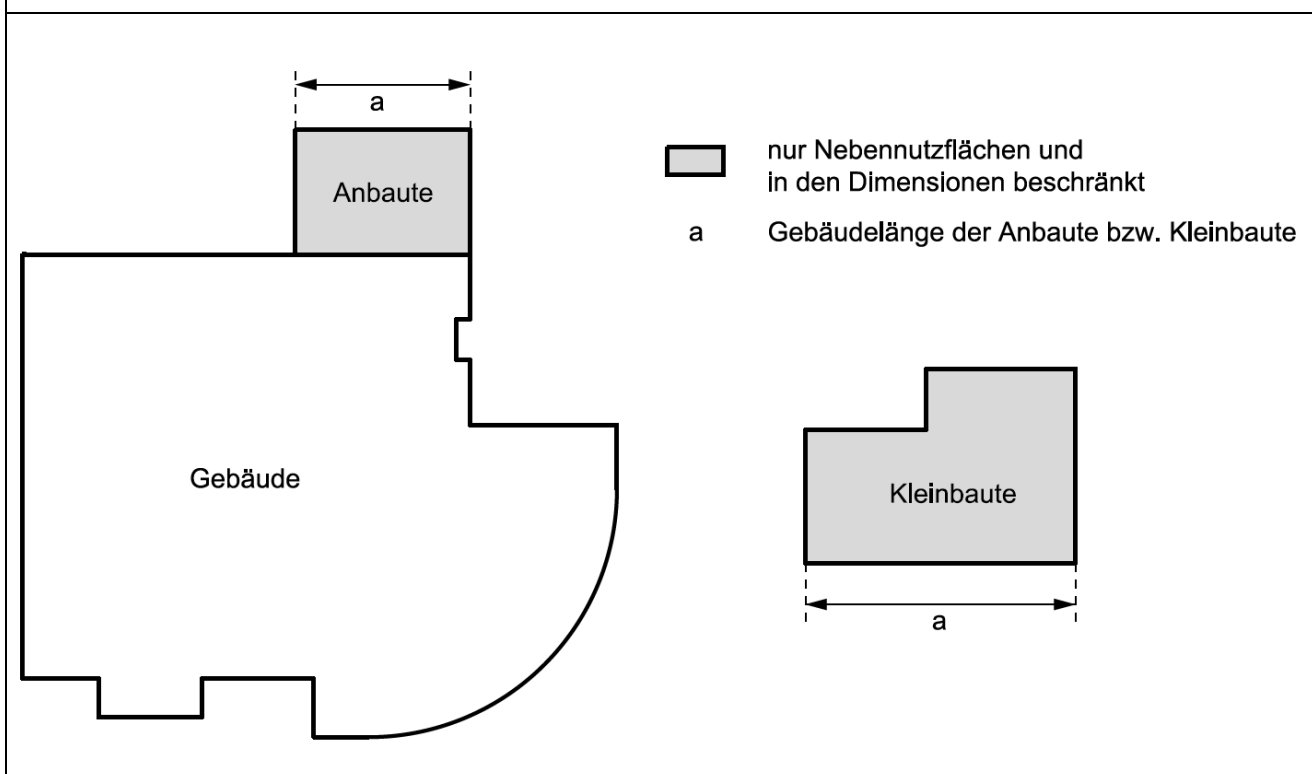 a
Anbaute
nur Nebennutzflächen und
in den Dimensionen beschränkt
a Gebäudelänge der Anbaute bzw. Kleinbaute
Gebäude
Kleinbaute
a